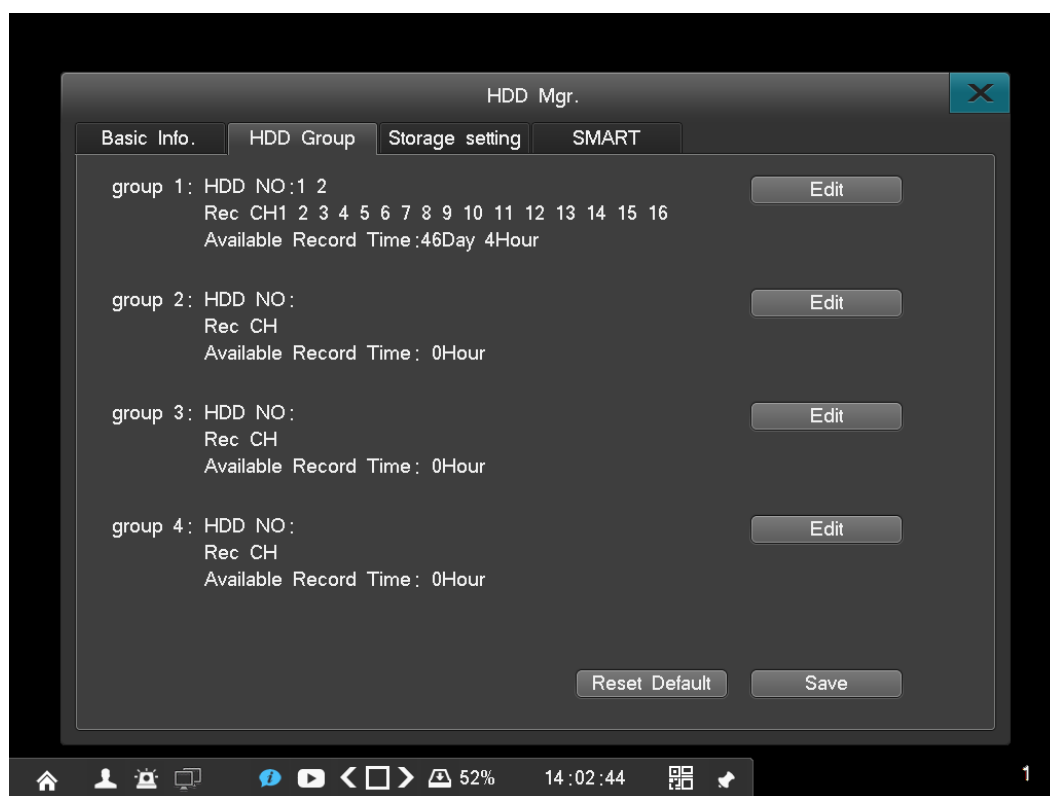 HDD Mgr.
Basic Info. HDD Group Storage setting SMART
group 1: HDD NO:1 2 Edit
Rec CH1 2 3 4 5 6 7 8 9 10 11 12 13 14 15 16
Available Record Time:46Day 4Hour
group 2: HDD NO: Edit
Rec CH
Available Record Time: 0Hour
group 3: HDD NO: Edit
Rec CH
Available Record Time: 0Hour
group 4: HDD NO: Edit
Rec CH
Available Record Time: 0Hour
Reset Default Save
52% 14:02:44 1